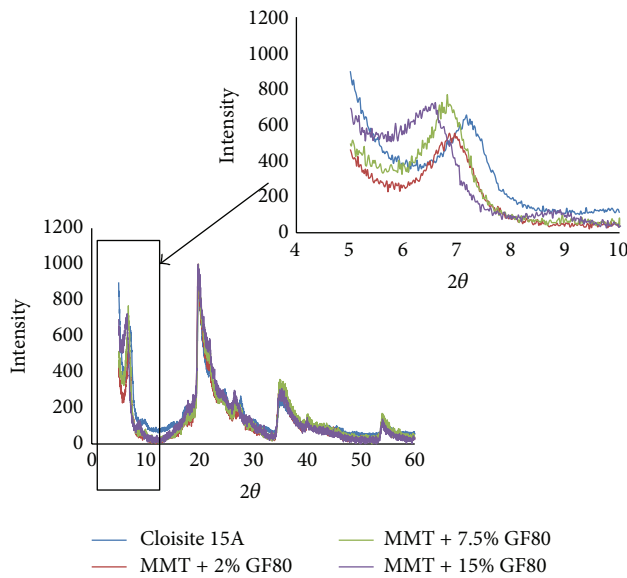 1200
1000
800
600
400
200
0
Intensity
4 5 6 7 8 9 10
2θ
1200
1000
800
600
400
200
0
Intensity
0 10 20 30 40 50 60
2θ
Cloisite 15A
MMT + 2% GF80
MMT + 7.5% GF80
MMT + 15% GF80